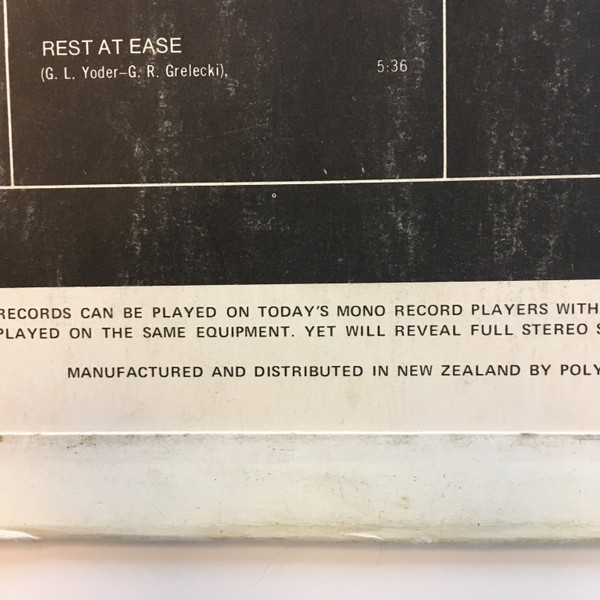 REST AT EASE
(G. L. Yoder–G. R. Grelecki), 5:36
RECORDS CAN BE PLAYED ON TODAY'S MONO RECORD PLAYERS WITH
PLAYED ON THE SAME EQUIPMENT. YET WILL REVEAL FULL STEREO S
MANUFACTURED AND DISTRIBUTED IN NEW ZEALAND BY POLY